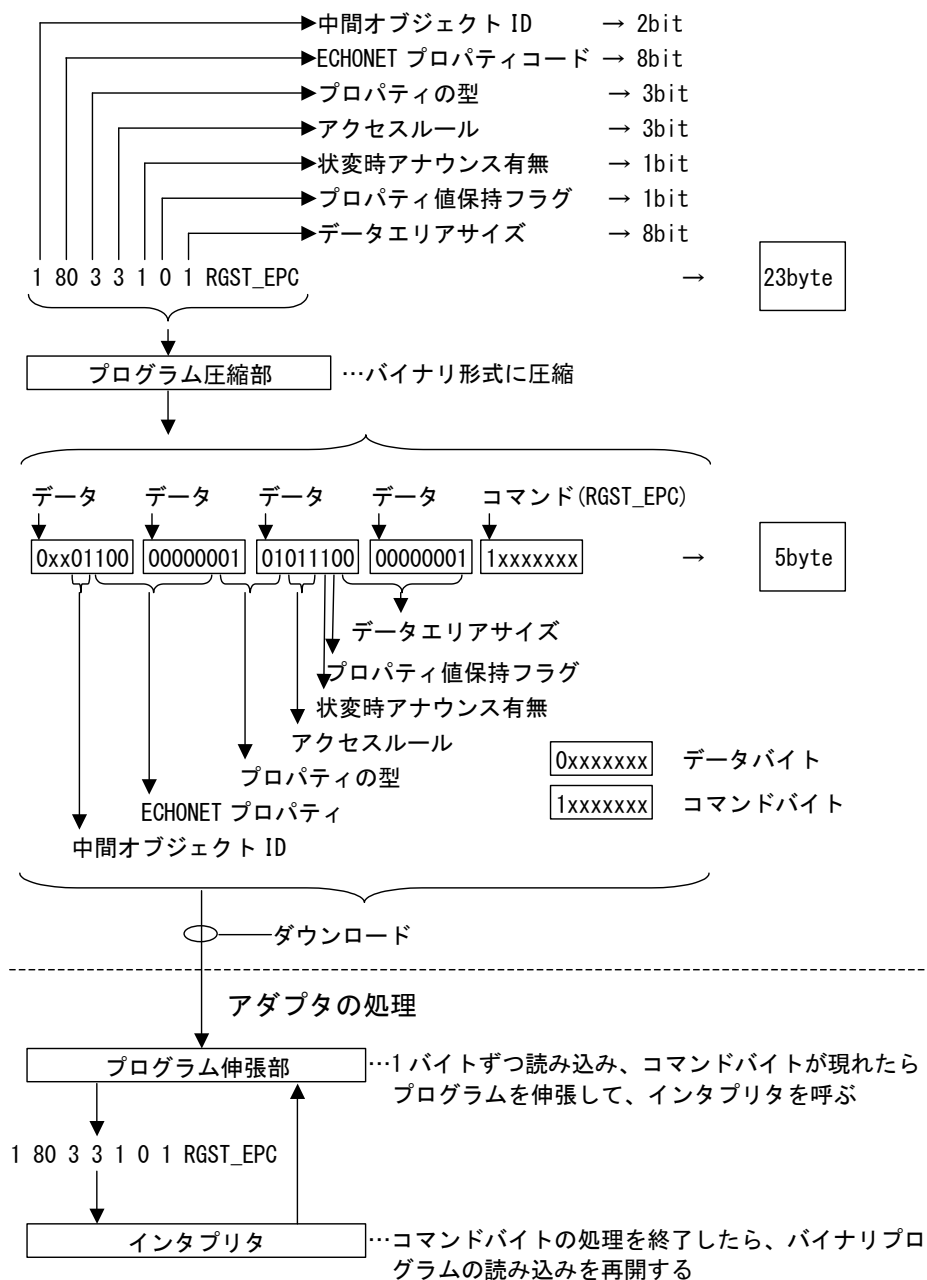 中間オブジェクト ID → 2bit
ECHONET プロパティコード → 8bit
プロパティの型 → 3bit
アクセスルール → 3bit
状変時アナウンス有無 → 1bit
プロパティ値保持フラグ → 1bit
データエリアサイズ → 8bit
1 80 3 3 1 0 1 RGST_EPC → 23byte
プログラム圧縮部 …バイナリ形式に圧縮
データ データ データ データ コマンド(RGST_EPC)
0xx01100 00000001 01011100 00000001 1xxxxxxx → 5byte
データエリアサイズ
プロパティ値保持フラグ
状変時アナウンス有無
アクセスルール
プロパティの型
ECHONET プロパティ
中間オブジェクト ID
0xxxxxxx データバイト
1xxxxxxx コマンドバイト
ダウンロード
アダプタの処理
プログラム伸張部 …1 バイトずつ読み込み、コマンドバイトが現れたら
プログラムを伸張して、インタプリタを呼ぶ
1 80 3 3 1 0 1 RGST_EPC
インタプリタ …コマンドバイトの処理を終了したら、バイナリプロ
グラムの読み込みを再開する